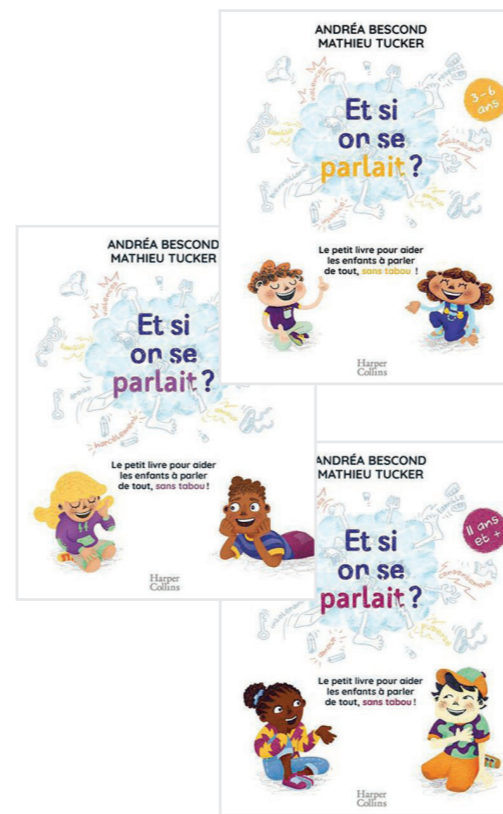 ANDRÉA BESCOND
MATHIEU TUCKER
3-6
ans
Et si
on se
parlait ?
Le petit livre pour aider
les enfants à parler
de tout, sans tabou !
Harper
Collins
ANDRÉA BESCOND
MATHIEU TUCKER
Et si
on se
parlait ?
harcèlement
Le petit livre pour aider
les enfants à parler
de tout, sans tabou !
Harper
Collins
ANDRÉA BESCOND
MATHIEU TUCKER
11 ans
et +
famille
Et si
on se
parlait ?
Le petit livre pour aider
les enfants à parler
de tout, sans tabou !
Harper
Collins